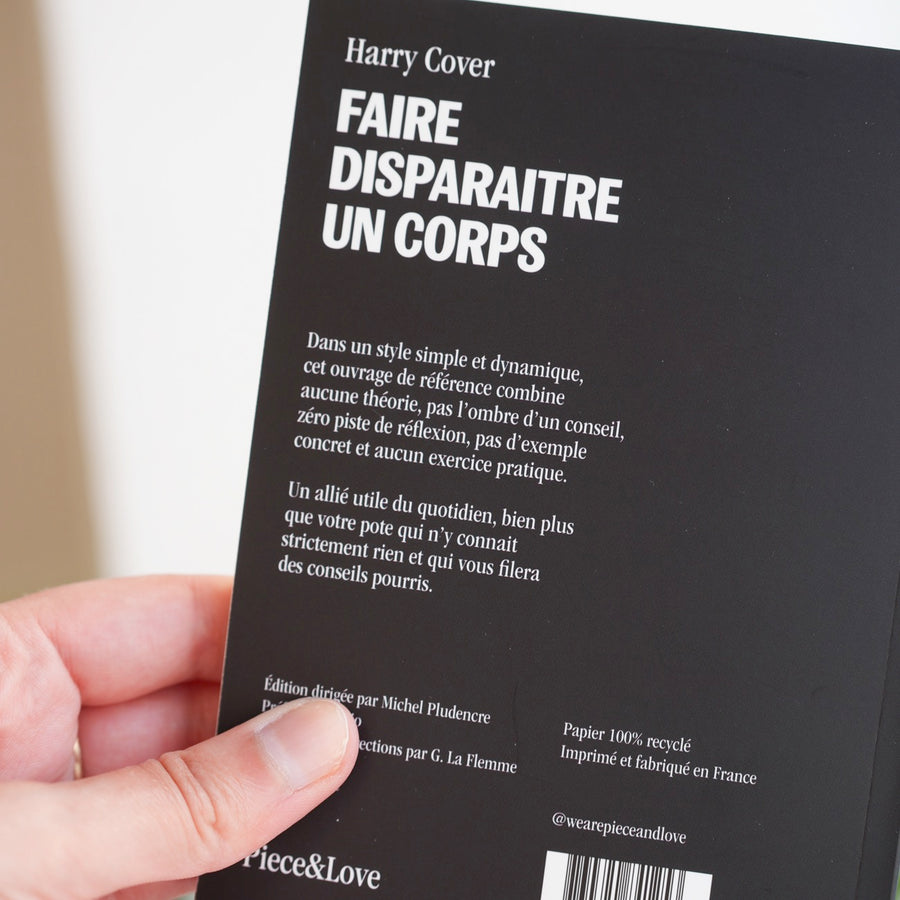 Harry Cover
FAIRE
DISPARAITRE
UN CORPS
Dans un style simple et dynamique,
cet ouvrage de référence combine
aucune théorie, pas l’ombre d’un conseil,
zéro piste de réflexion, pas d’exemple
concret et aucun exercice pratique.
Un allié utile du quotidien, bien plus
que votre pote qui n’y connait
strictement rien et qui vous filera
des conseils pourris.
Édition dirigée par Michel Pludencre
par G. La Flemme
Papier 100% recyclé
Imprimé et fabriqué en France
@wearepieceandlove
Piece&Love